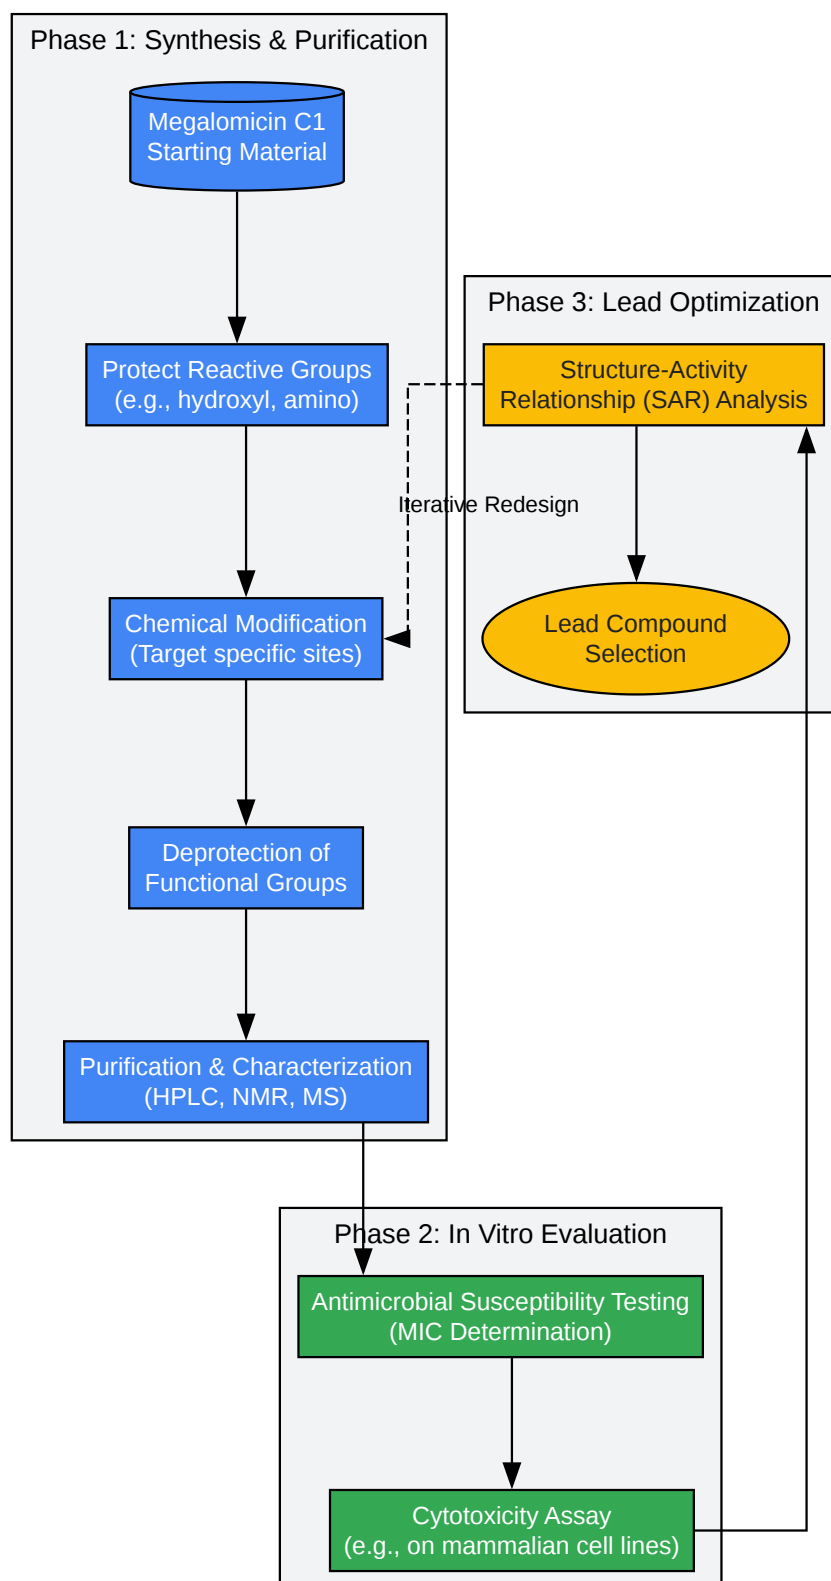 Phase 1: Synthesis & Purification
Megalomicin C1
Starting Material
Protect Reactive Groups
(e.g., hydroxyl, amino)
Chemical Modification
(Target specific sites)
Deprotection of
Functional Groups
Purification & Characterization
(HPLC, NMR, MS)
Iterative Redesign
Phase 3: Lead Optimization
Structure-Activity
Relationship (SAR) Analysis
Lead Compound
Selection
Phase 2: In Vitro Evaluation
Antimicrobial Susceptibility Testing
(MIC Determination)
Cytotoxicity Assay
(e.g., on mammalian cell lines)